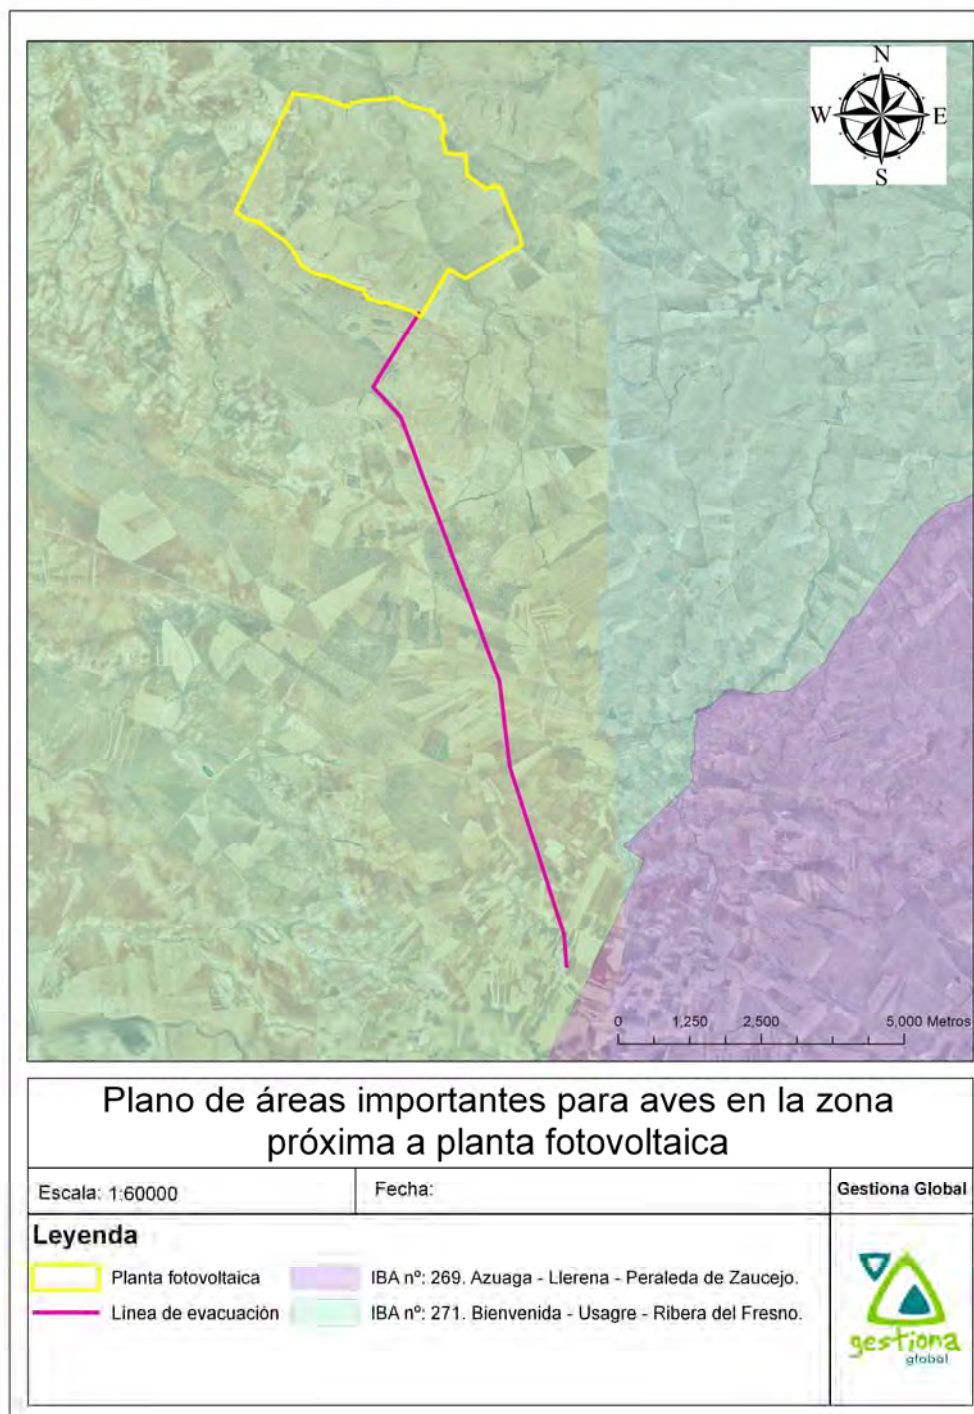 N
W E
S
0 1,250 2,500 5,000 Metros
Plano de áreas importantes para aves en la zona
próxima a planta fotovoltaica
Escala: 1:60000
Fecha:
Gestiona Global
Leyenda
Planta fotovoltaica
Linea de evacuación
IBA nº: 269. Azuaga - Llerena - Peraleda de Zaucejo.
IBA nº: 271. Bienvenida - Usagre - Ribera del Fresno.
gestiona
global